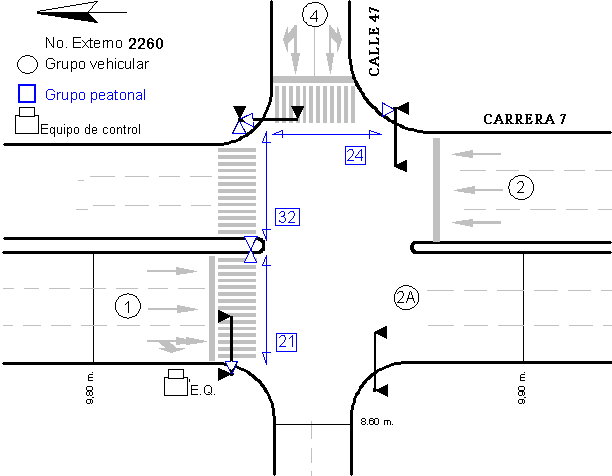 No. Externo 2260
Grupo vehicular
Grupo peatonal
Equipo de control
4
CALLE 47
CARRERA 7
24
2
32
1
2A
21
9.80 m.
E.Q.
9.90 m.
8.60 m.